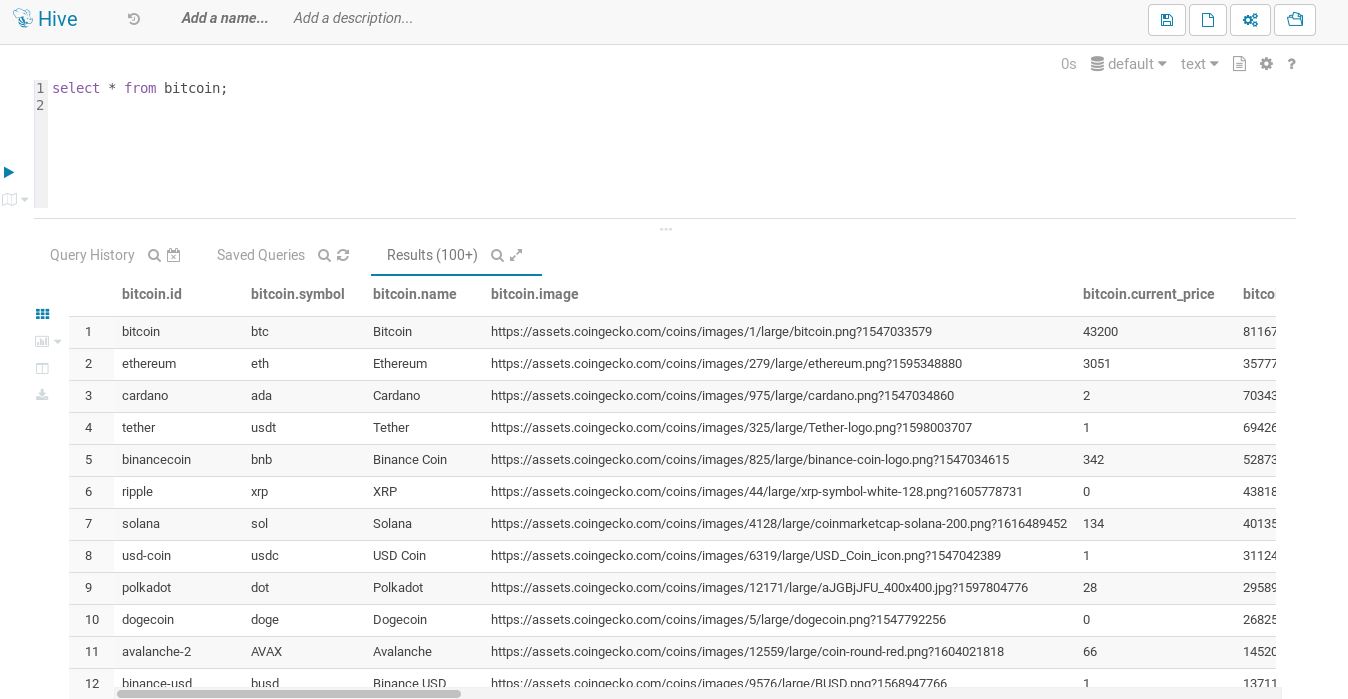 Hive Add a name... Add a description...
0s default text ?
1 select * from bitcoin;
2
Query History Saved Queries Results (100+)
bitcoin.id bitcoin.symbol bitcoin.name bitcoin.image bitcoin.current_price bitco
1 bitcoin btc Bitcoin https://assets.coingecko.com/coins/images/1/large/bitcoin.png?1547033579 43200 81167
2 ethereum eth Ethereum https://assets.coingecko.com/coins/images/279/large/ethereum.png?1595348880 3051 35777
3 cardano ada Cardano https://assets.coingecko.com/coins/images/975/large/cardano.png?1547034860 2 70343
4 tether usdt Tether https://assets.coingecko.com/coins/images/325/large/Tether-logo.png?1598003707 1 69426
5 binancecoin bnb Binance Coin https://assets.coingecko.com/coins/images/825/large/binance-coin-logo.png?1547034615 342 52873
6 ripple xrp XRP https://assets.coingecko.com/coins/images/44/large/xrp-symbol-white-128.png?1605778731 0 43818
7 solana sol Solana https://assets.coingecko.com/coins/images/4128/large/coinmarketcap-solana-200.png?1616489452 134 40135
8 usd-coin usdc USD Coin https://assets.coingecko.com/coins/images/6319/large/USD_Coin_icon.png?1547042389 1 31124
9 polkadot dot Polkadot https://assets.coingecko.com/coins/images/12171/large/aJGBjJFU_400x400.jpg?1597804776 28 29589
10 dogecoin doge Dogecoin https://assets.coingecko.com/coins/images/5/large/dogecoin.png?1547792256 0 26825
11 avalanche-2 AVAX Avalanche https://assets.coingecko.com/coins/images/12559/large/coin-round-red.png?1604021818 66 14520
12 binance-usd busd Binance USD https://assets.coingecko.com/coins/images/9576/large/BUSD.png?1568947766 1 13711